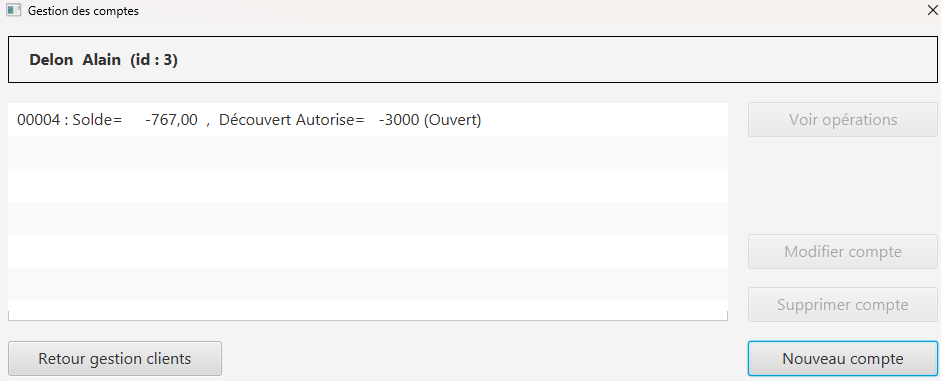 Gestion des comptes
Delon Alain (id : 3)
00004 : Solde= -767,00 , Découvert Autorise= -3000 (Ouvert)
Voir opérations
Modifier compte
Supprimer compte
Retour gestion clients
Nouveau compte